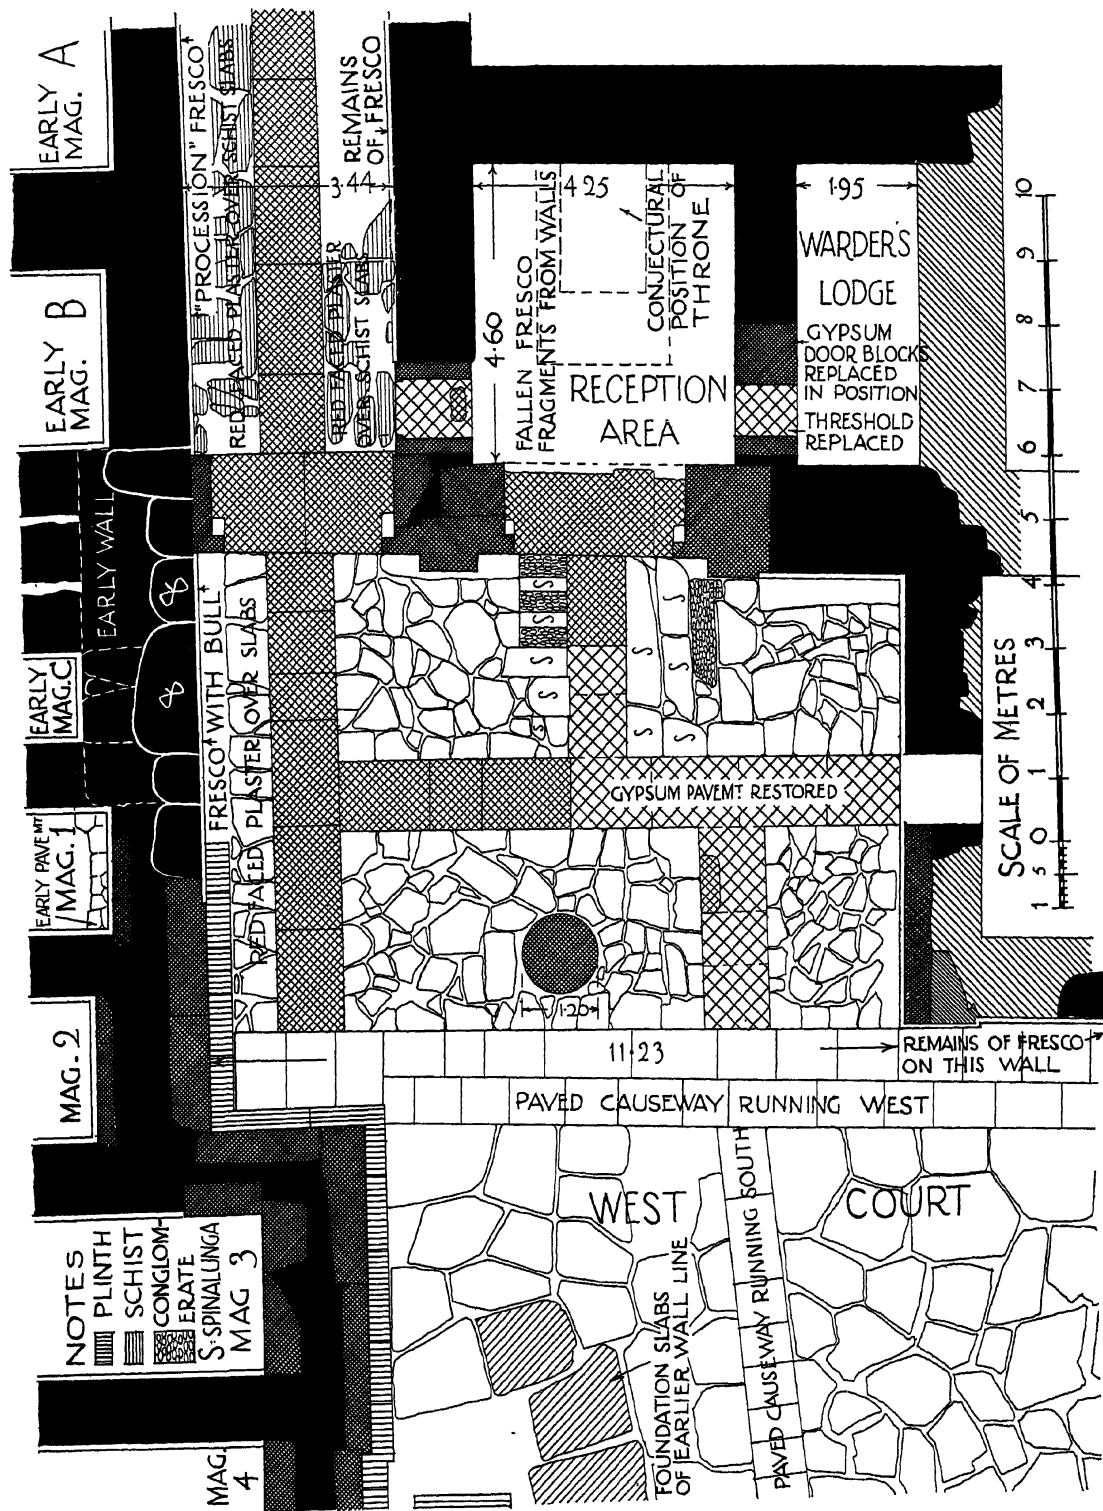 EARLY
MAG. A
EARLY
MAG. B
EARLY
MAG. C
EARLY PAVEMT
MAG. 1
MAG. 2
MAG 3
MAG.
4
NOTES
PLINTH
SCHIST
CONGLOM-
ERATE
S: SPINALUNGA
EARLY WALL
"PROCESSION" FRESCO
RED FACED PLASTER OVER SCHIST SLABS
3·44
REMAINS
OF FRESCO
RED FACED PLASTER
OVER SCHIST SLABS
FRESCO WITH BULL
RED FACED PLASTER OVER SLABS
4·60
4·25
FALLEN FRESCO
FRAGMENTS FROM WALLS
CONJECTURAL
POSITION OF
THRONE
RECEPTION
AREA
1·95
WARDER'S
LODGE
GYPSUM
DOOR BLOCKS
REPLACED
IN POSITION
THRESHOLD
REPLACED
S
S
S
S
S
S
S
S
S
GYPSUM PAVEMT RESTORED
1·20
11·23
REMAINS OF FRESCO
ON THIS WALL
PAVED CAUSEWAY RUNNING WEST
WEST COURT
PAVED CAUSEWAY RUNNING SOUTH
FOUNDATION SLABS
OF EARLIER WALL LINE
1 5 0 1 2 3 4 5 6 7 8 9 10
SCALE OF METRES